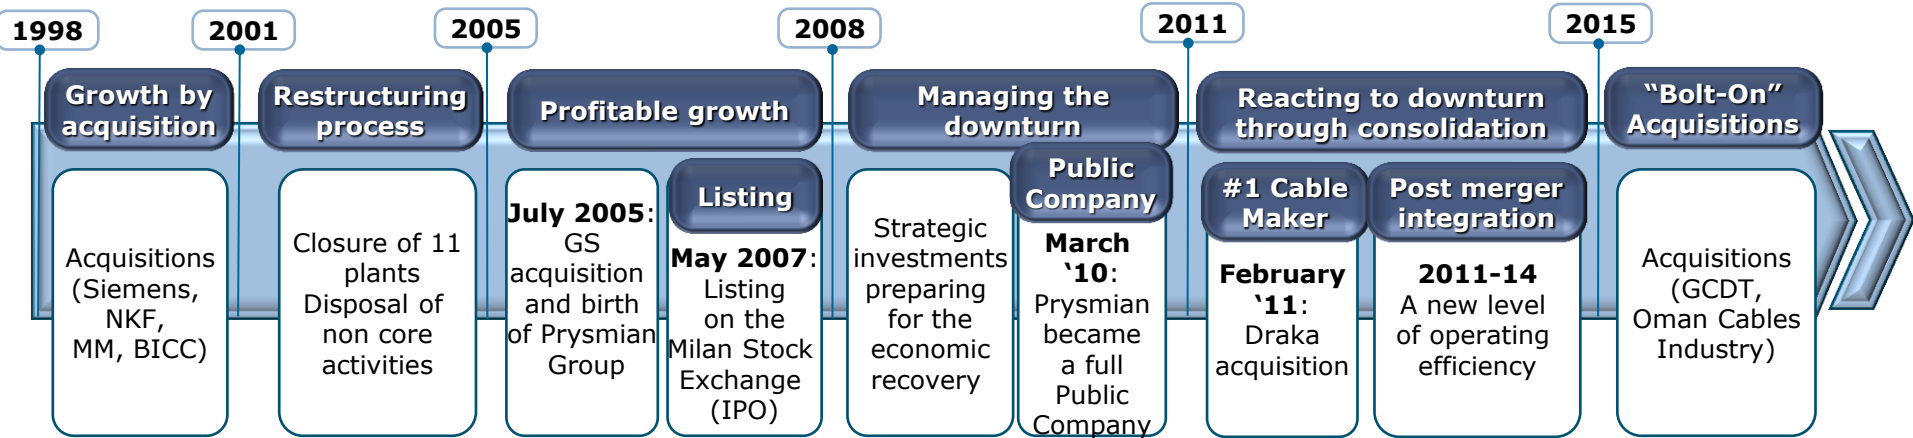 1998
2001
2005
2008
2011
2015
Growth by
acquisition
Acquisitions
(Siemens,
NKF,
MM, BICC)
Restructuring
process
Closure of 11
plants
Disposal of
non core
activities
Profitable growth
July 2005:
GS
acquisition
and birth
of Prysmian
Group
Listing
May 2007:
Listing
on the
Milan Stock
Exchange
(IPO)
Managing the
downturn
Strategic
investments
preparing
for the
economic
recovery
Public
Company
March
‘10:
Prysmian
became
a full
Public
Company
Reacting to downturn
through consolidation
#1 Cable
Maker
February
‘11:
Draka
acquisition
Post merger
integration
2011-14
A new level
of operating
efficiency
“Bolt-On”
Acquisitions
Acquisitions
(GCDT,
Oman Cables
Industry)